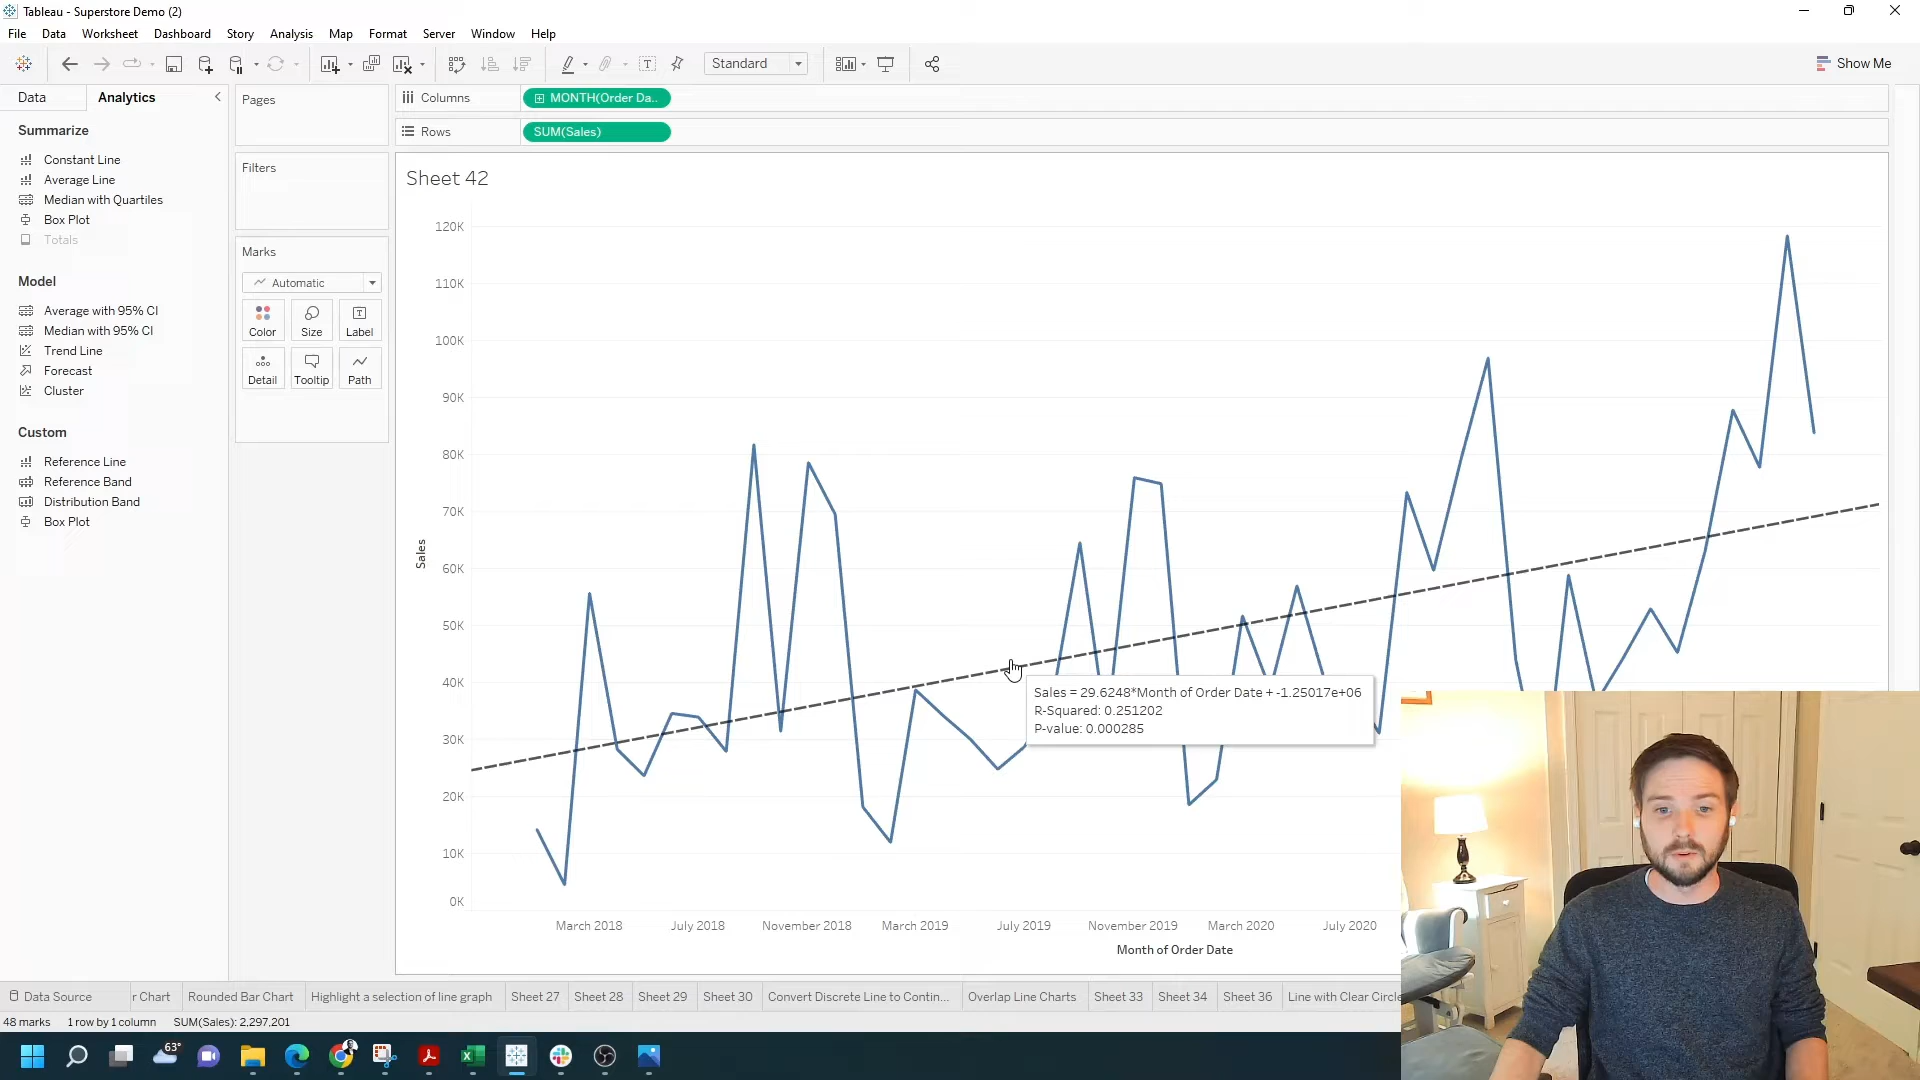 Tableau - Superstore Demo (2)
File Data Worksheet Dashboard Story Analysis Map Format Server Window Help
Standard
Show Me
Data Analytics
Summarize
Constant Line
Average Line
Median with Quartiles
Box Plot
Totals
Model
Average with 95% CI
Median with 95% CI
Trend Line
Forecast
Cluster
Custom
Reference Line
Reference Band
Distribution Band
Box Plot
Pages
Filters
Marks
Automatic
Color Size Label
Detail Tooltip Path
Columns MONTH(Order Da..
Rows SUM(Sales)
Sheet 42
120K
110K
100K
90K
80K
70K
60K
50K
40K
30K
20K
10K
0K
Sales
Sales = 29.6248*Month of Order Date + -1.25017e+06
R-Squared: 0.251202
P-value: 0.000285
March 2018 July 2018 November 2018 March 2019 July 2019 November 2019 March 2020 July 2020
Month of Order Date
Data Source r Chart Rounded Bar Chart Highlight a selection of line graph Sheet 27 Sheet 28 Sheet 29 Sheet 30 Convert Discrete Line to Contin... Overlap Line Charts Sheet 33 Sheet 34 Sheet 36 Line with Clear Circle
48 marks 1 row by 1 column SUM(Sales): 2,297,201
63°